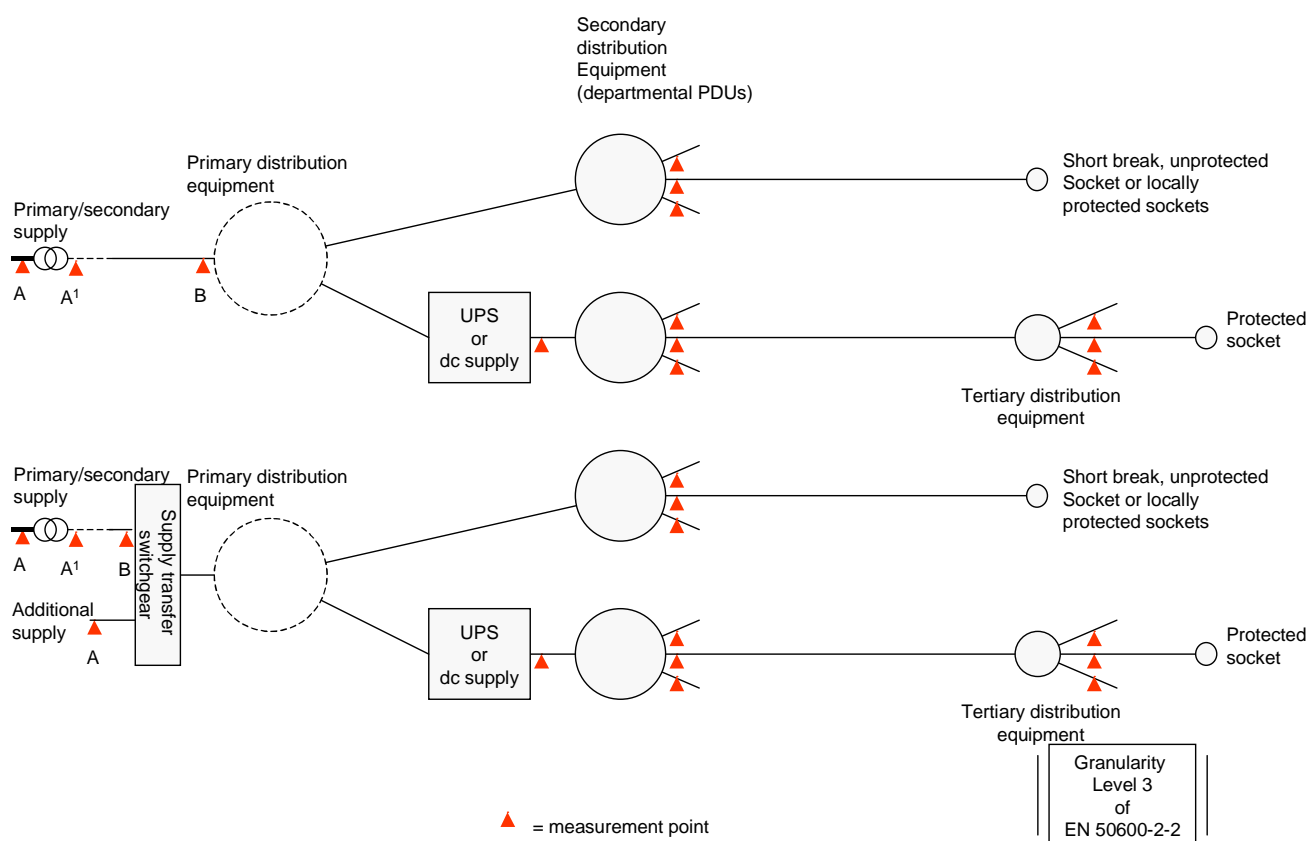 Secondary
distribution
Equipment
(departmental PDUs)
Primary distribution
equipment
Short break, unprotected
Socket or locally
protected sockets
Primary/secondary
supply
A
A¹
B
UPS
or
dc supply
Protected
socket
Tertiary distribution
equipment
Primary/secondary
supply
Primary distribution
equipment
Short break, unprotected
Socket or locally
protected sockets
Supply transfer
switchgear
A
A¹
B
Additional
supply
A
UPS
or
dc supply
Protected
socket
Tertiary distribution
equipment
Granularity
Level 3
of
EN 50600-2-2
= measurement point